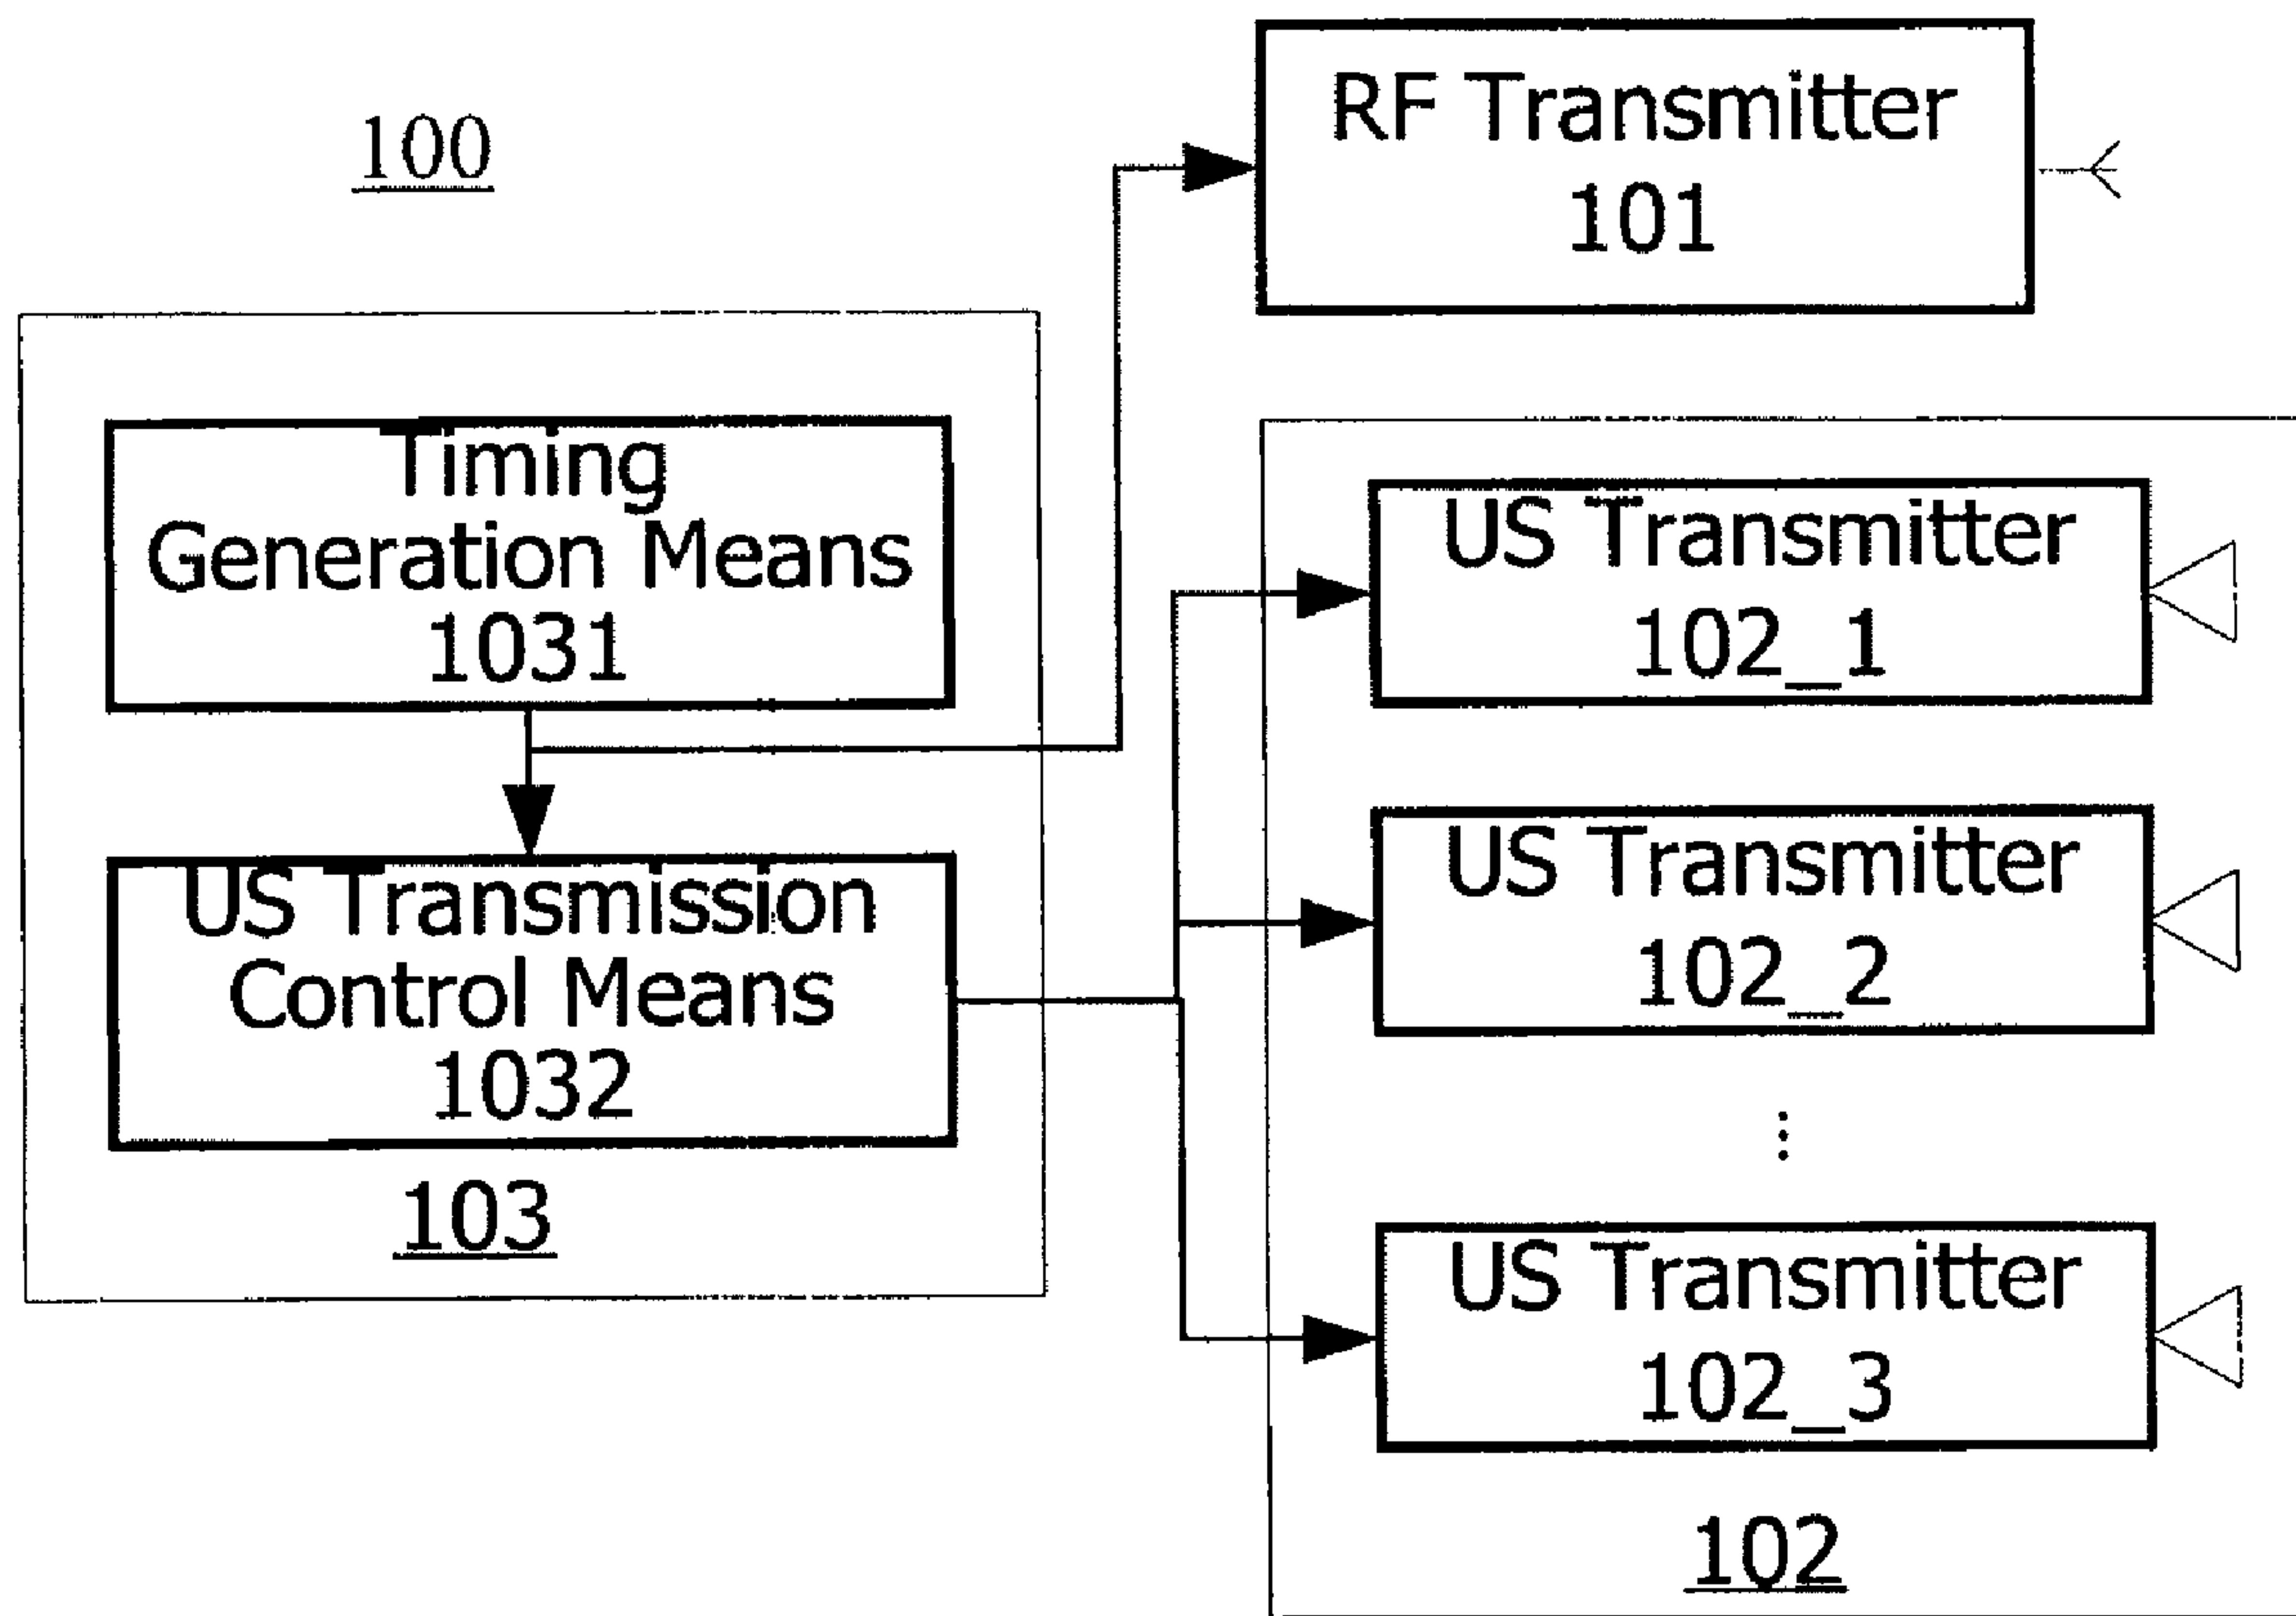 100
RF Transmitter
101
Timing
Generation Means
1031
US Transmission
Control Means
1032
103
US Transmitter
102_1
US Transmitter
102_2
⋮
US Transmitter
102_3
102